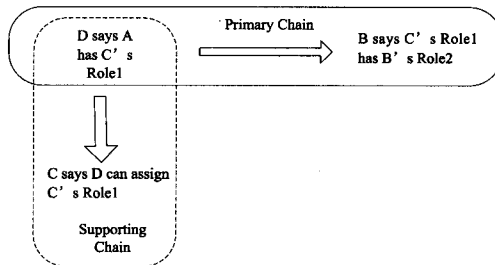 Primary Chain
D says A
has C's
Role1
B says C's Role1
has B's Role2
C says D can assign
C's Role1
Supporting
Chain